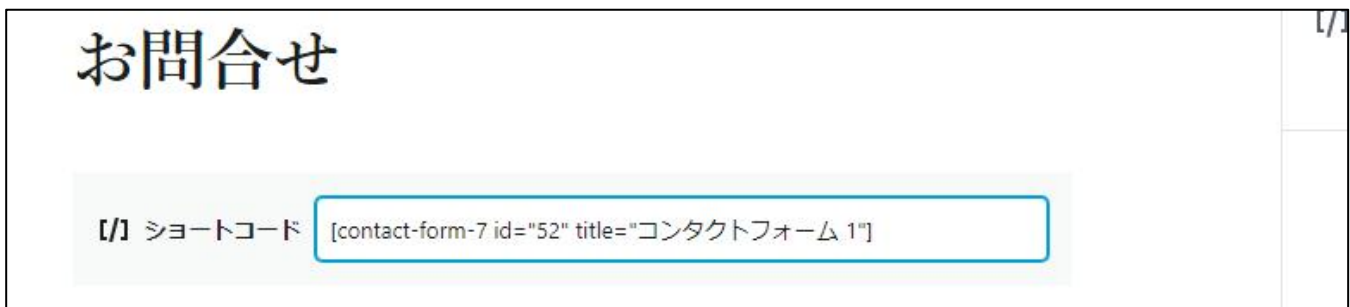 お問合せ
[/]
[/] ショートコード [contact-form-7 id="52" title="コンタクトフォーム 1"]